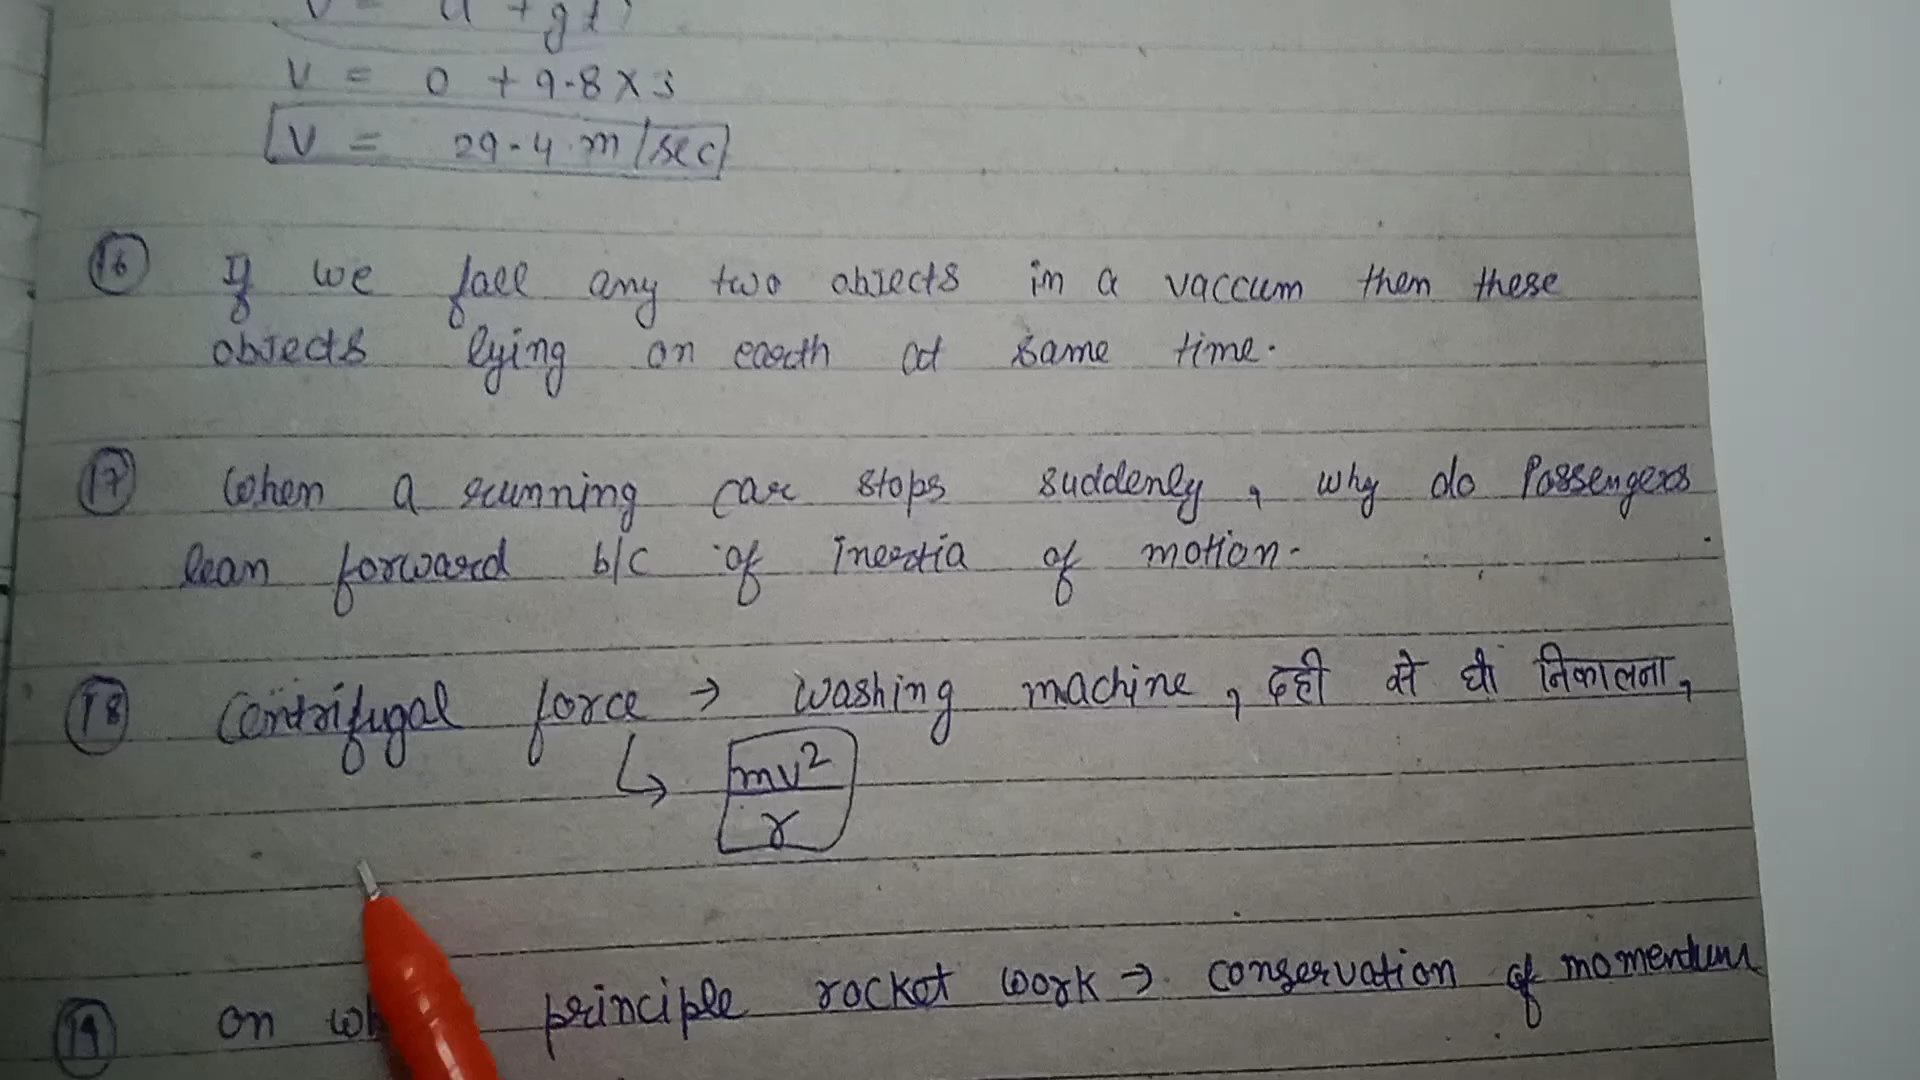 V = u + gt
V = 0 + 9.8 × 3
V = 29.4 m/sec
(16) If we fall any two objects in a vaccum then these
objects lying on earth at same time.
(17) When a running car stops suddenly, why do Passengers
lean forward b/c of inertia of motion.
(18) Centrifugal force → washing machine, दही से घी निकालना,
↳ mv²
r
(19) on principle rocket work → conservation of momentum